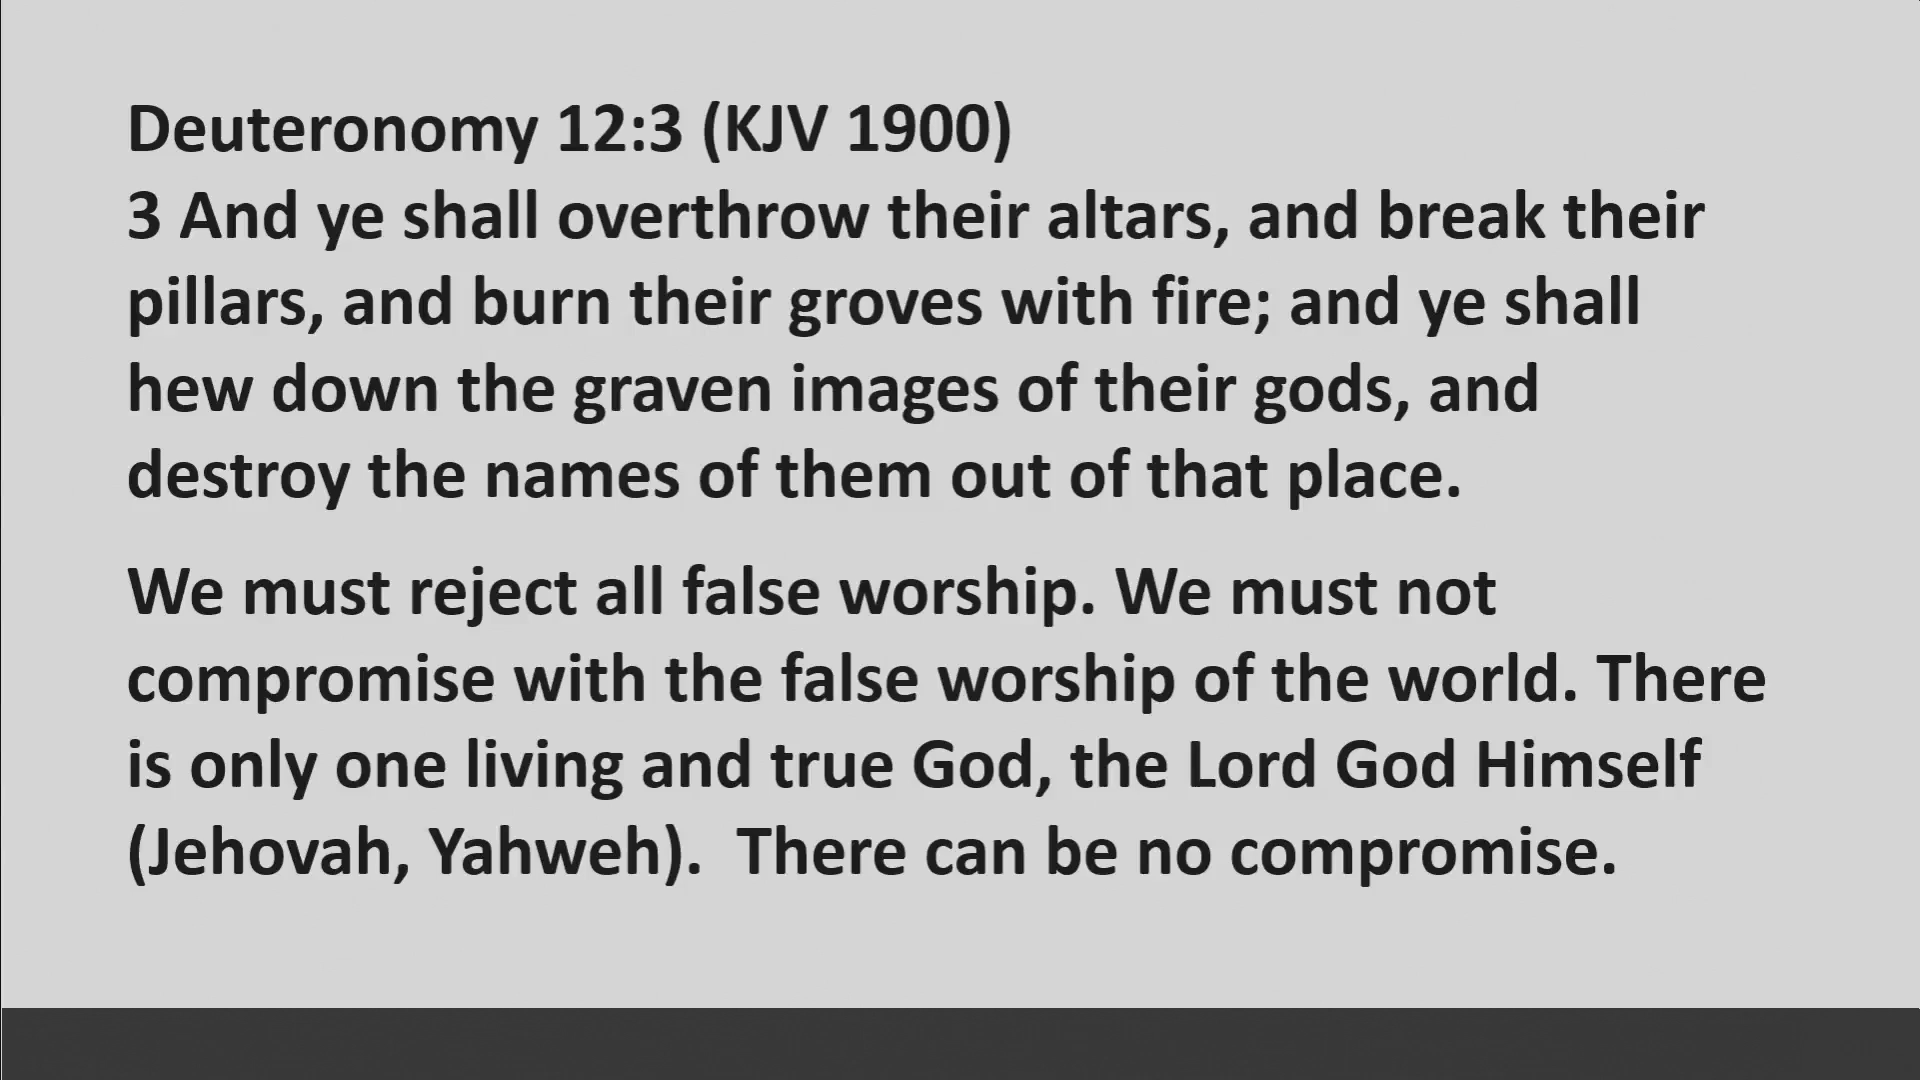 Deuteronomy 12:3 (KJV 1900)
3 And ye shall overthrow their altars, and break their
pillars, and burn their groves with fire; and ye shall
hew down the graven images of their gods, and
destroy the names of them out of that place.
We must reject all false worship. We must not
compromise with the false worship of the world. There
is only one living and true God, the Lord God Himself
(Jehovah, Yahweh).  There can be no compromise.